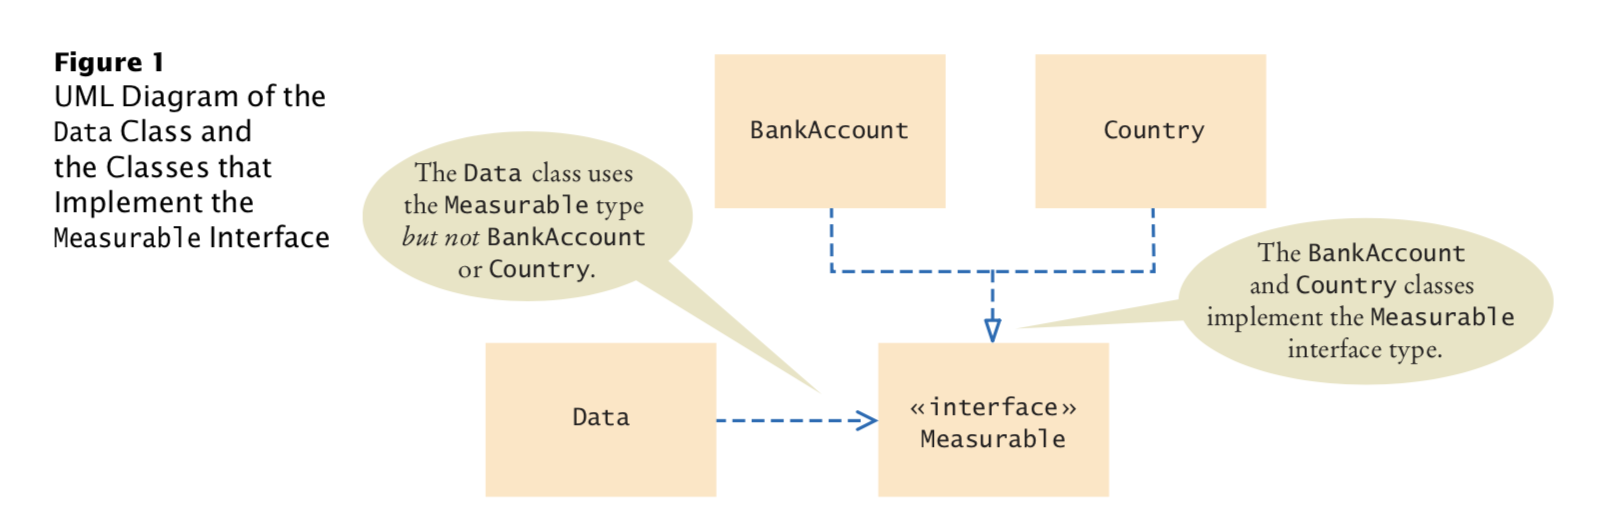 Figure 1
UML Diagram of the
Data Class and
the Classes that
Implement the
Measurable Interface
BankAccount
Country
The Data class uses
the Measurable type
but not BankAccount
or Country.
The BankAccount
and Country classes
implement the Measurable
interface type.
Data
«interface»
Measurable